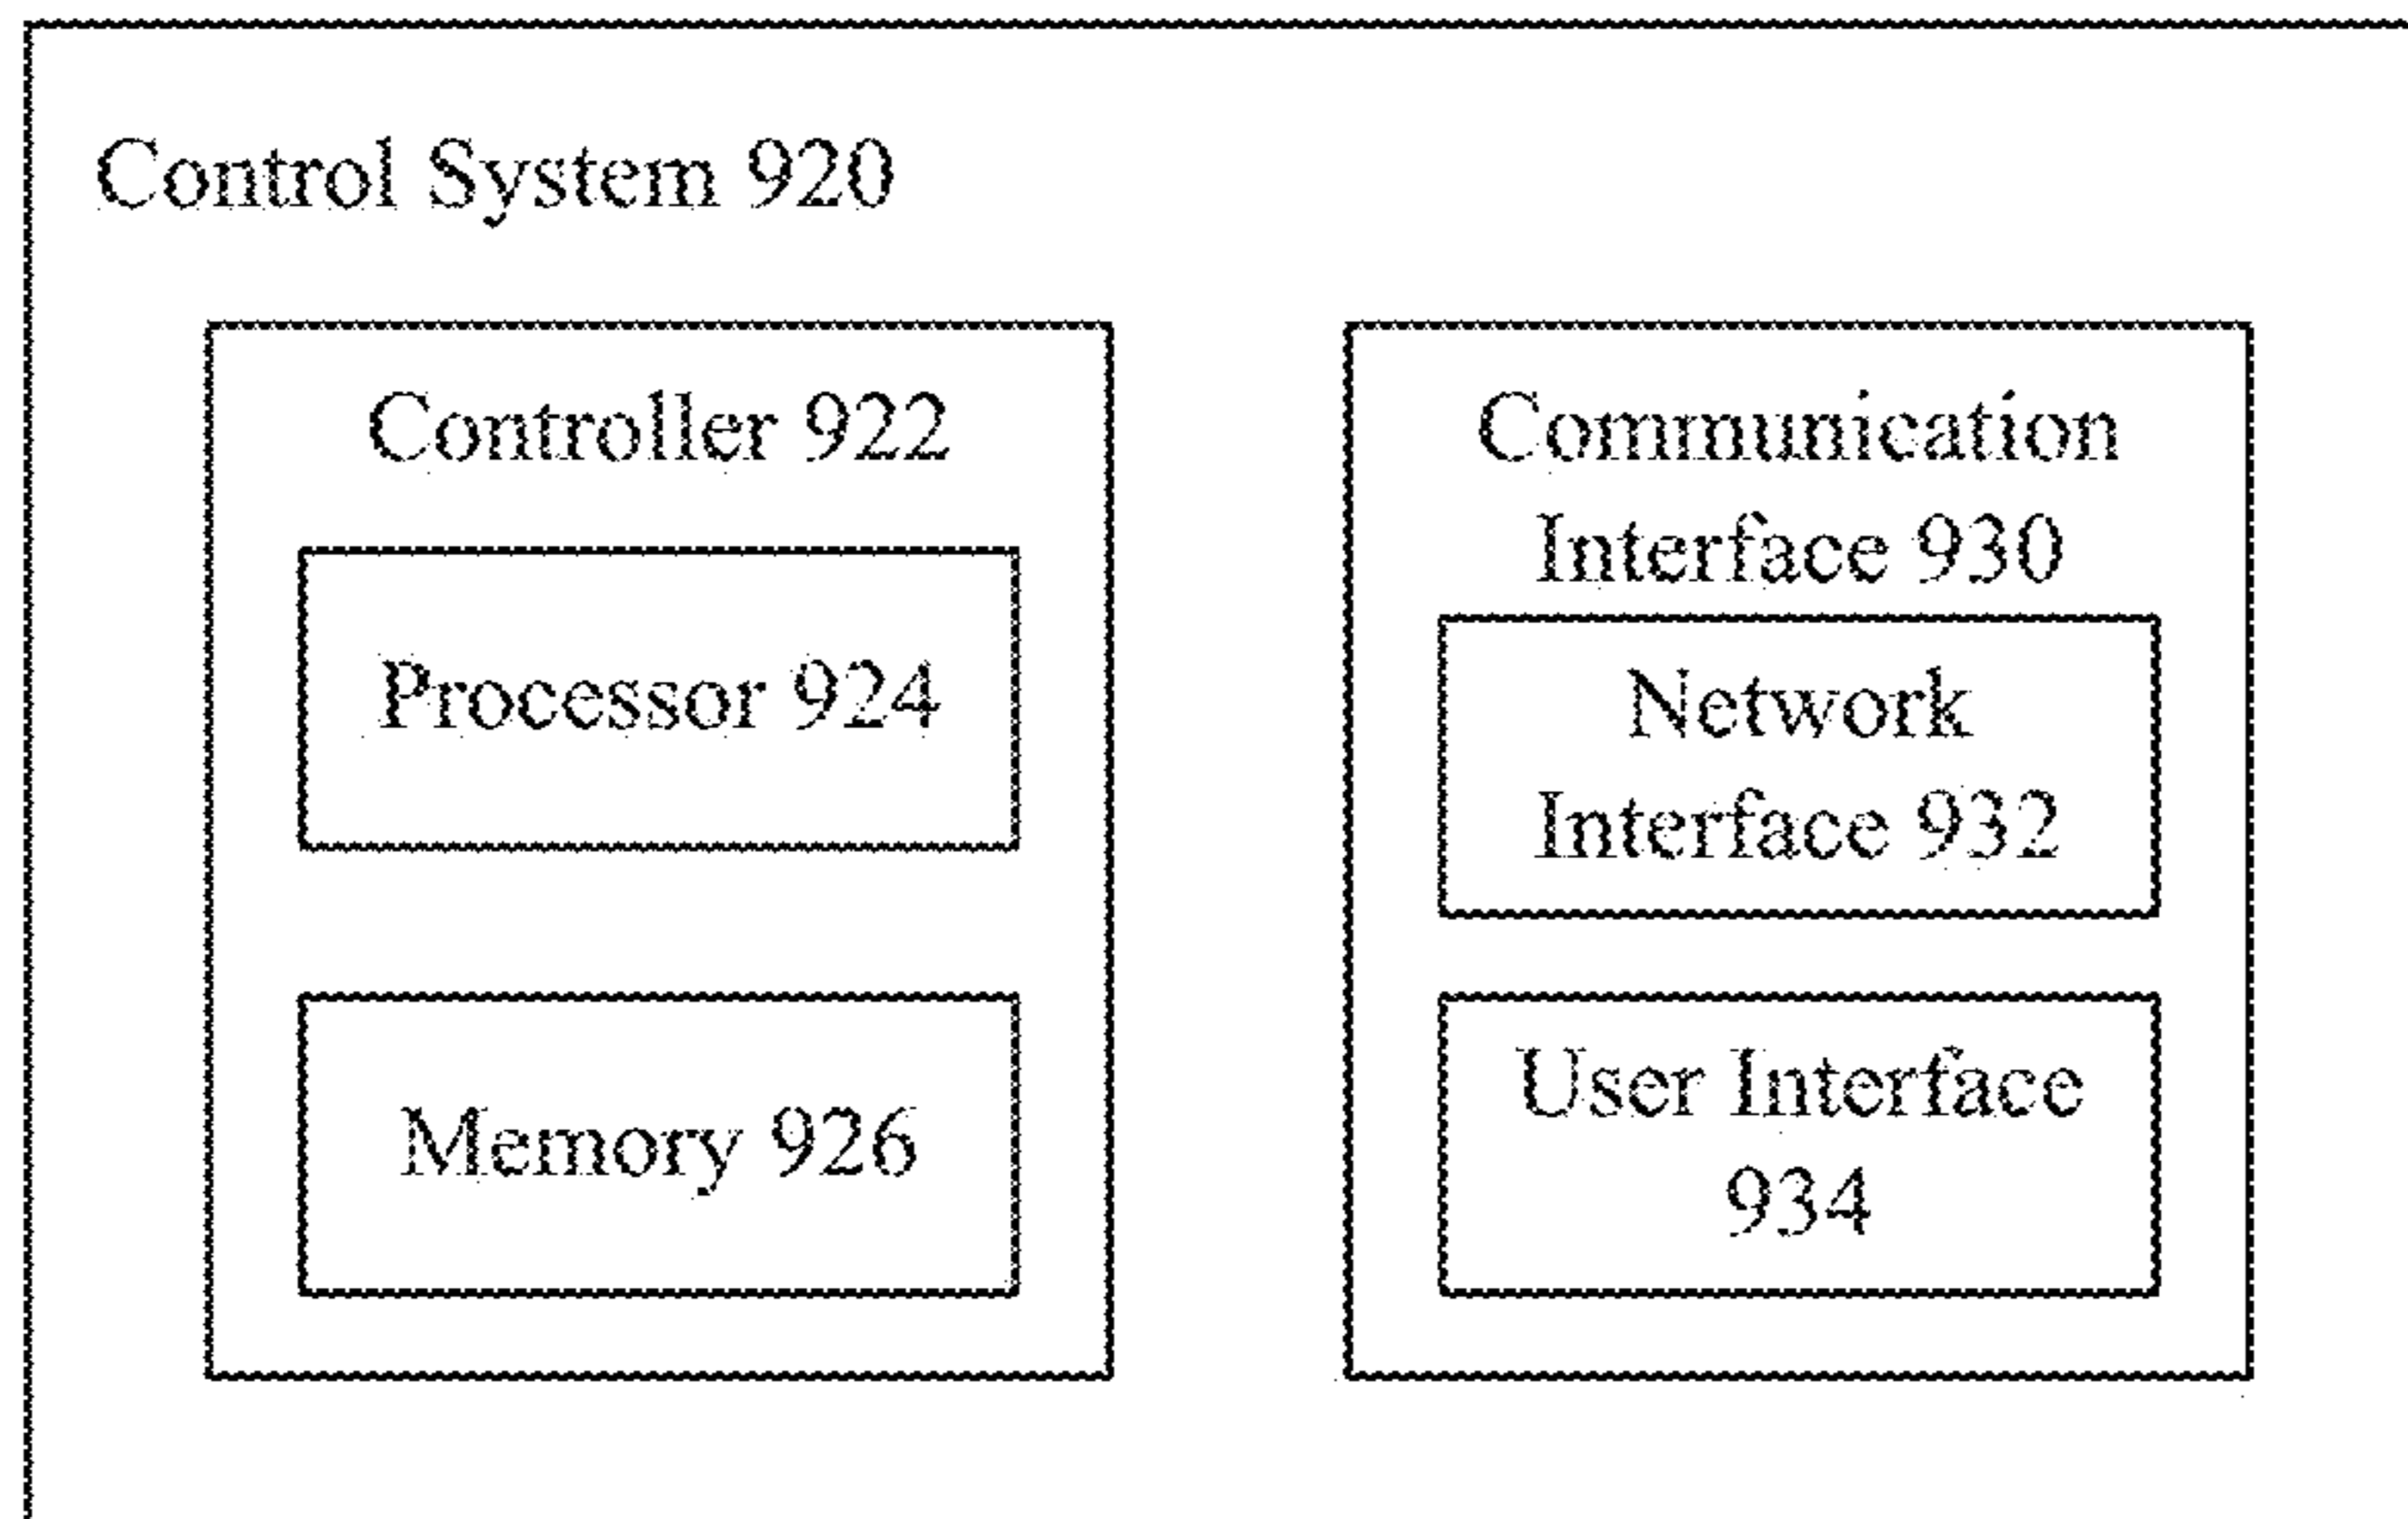 Control System 920
Controller 922
Processor 924
Memory 926
Communication
Interface 930
Network
Interface 932
User Interface
934